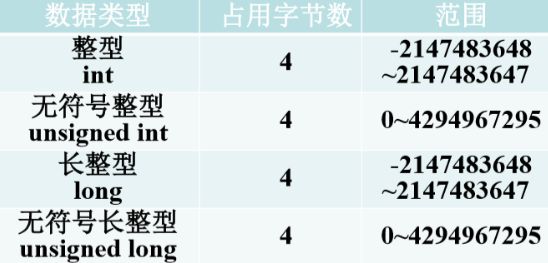 数据类型 占用字节数 范围
整型
int
4
-2147483648
~2147483647
无符号整型
unsigned int
4
0~4294967295
长整型
long
4
-2147483648
~2147483647
无符号长整型
unsigned long
4
0~4294967295